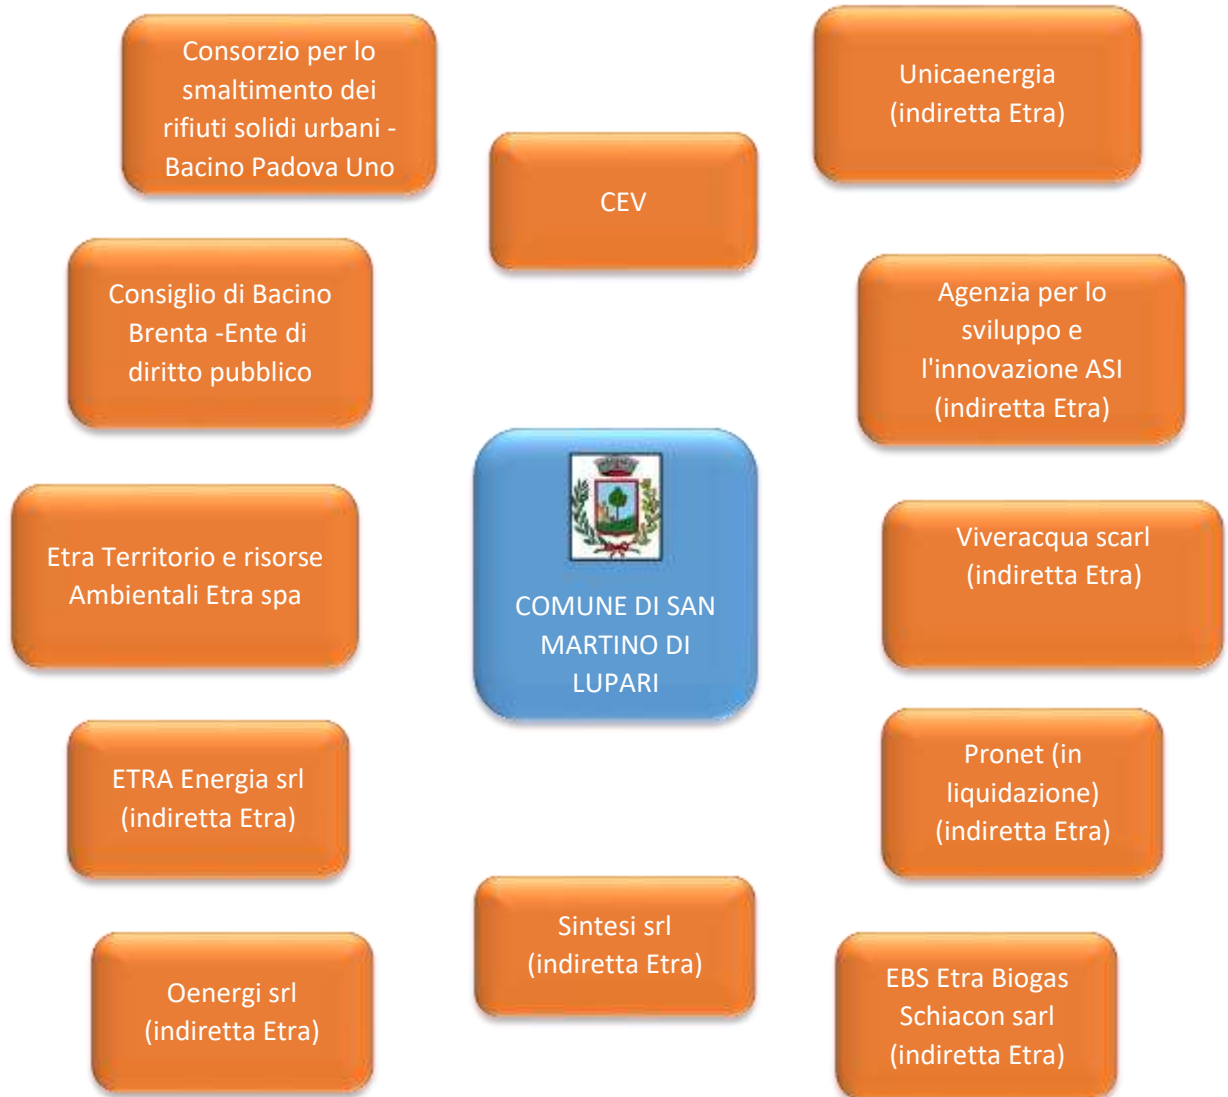 Consorzio per lo
smaltimento dei
rifiuti solidi urbani -
Bacino Padova Uno
Unicaenergia
(indiretta Etra)
CEV
Consiglio di Bacino
Brenta -Ente di
diritto pubblico
Agenzia per lo
sviluppo e
l'innovazione ASI
(indiretta Etra)
Etra Territorio e risorse
Ambientali Etra spa
COMUNE DI SAN
MARTINO DI
LUPARI
Viveracqua scarl
(indiretta Etra)
ETRA Energia srl
(indiretta Etra)
Pronet (in
liquidazione)
(indiretta Etra)
Sintesi srl
(indiretta Etra)
Oenergi srl
(indiretta Etra)
EBS Etra Biogas
Schiacon sarl
(indiretta Etra)